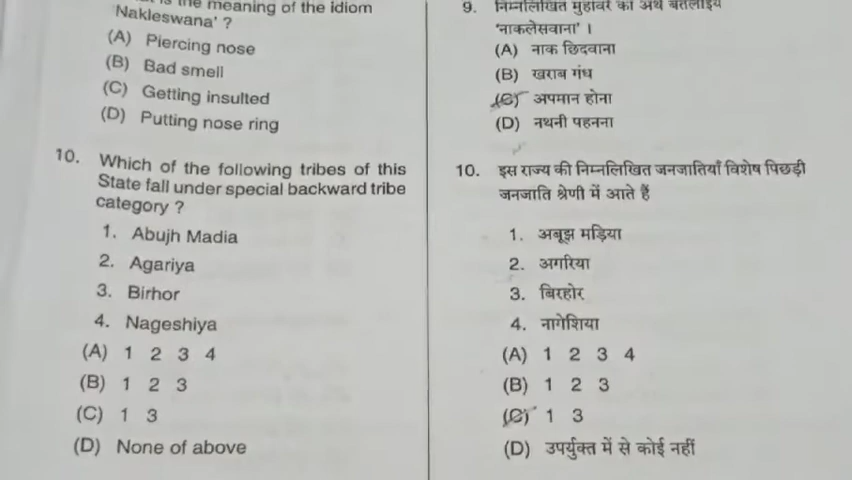 is the meaning of the idiom
Nakleswana' ?
(A) Piercing nose
(B) Bad smell
(C) Getting insulted
(D) Putting nose ring
10. Which of the following tribes of this
State fall under special backward tribe
category ?
1. Abujh Madia
2. Agariya
3. Birhor
4. Nageshiya
(A) 1 2 3 4
(B) 1 2 3
(C) 1 3
(D) None of above
9. निम्नलिखित मुहावरे का अर्थ बतलाइये
'नाकलेसवाना' ।
(A) नाक छिदवाना
(B) खराब गंध
(C) अपमान होना
(D) नथनी पहनना
10. इस राज्य की निम्नलिखित जनजातियाँ विशेष पिछड़ी
जनजाति श्रेणी में आते हैं
1. अबूझ मड़िया
2. अगरिया
3. बिरहोर
4. नागेशिया
(A) 1 2 3 4
(B) 1 2 3
(C) 1 3
(D) उपर्युक्त में से कोई नहीं